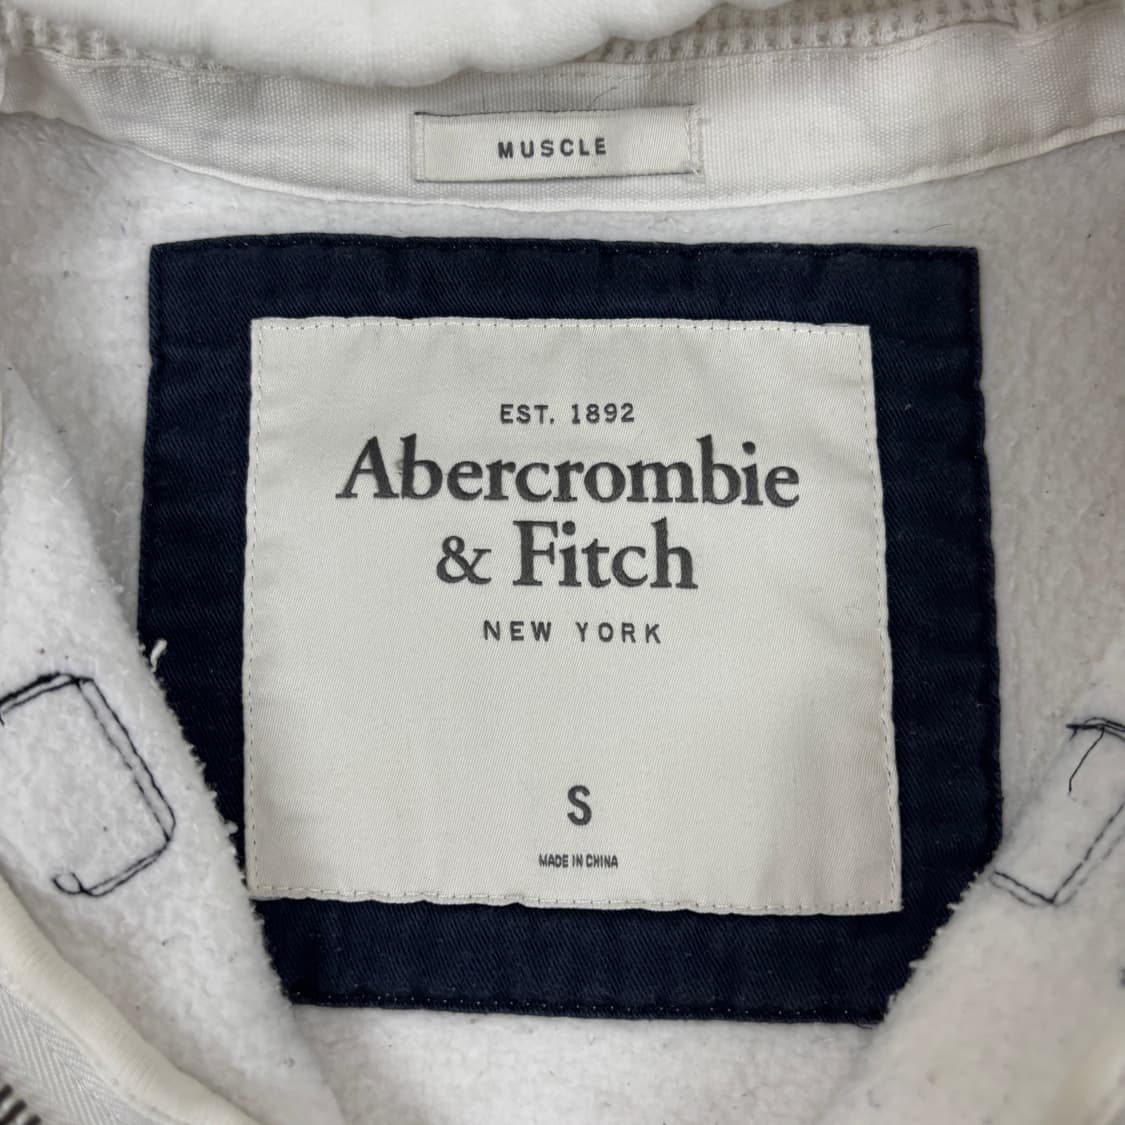 MUSCLE
EST. 1892
Abercrombie
& Fitch
NEW YORK
S
MADE IN CHINA